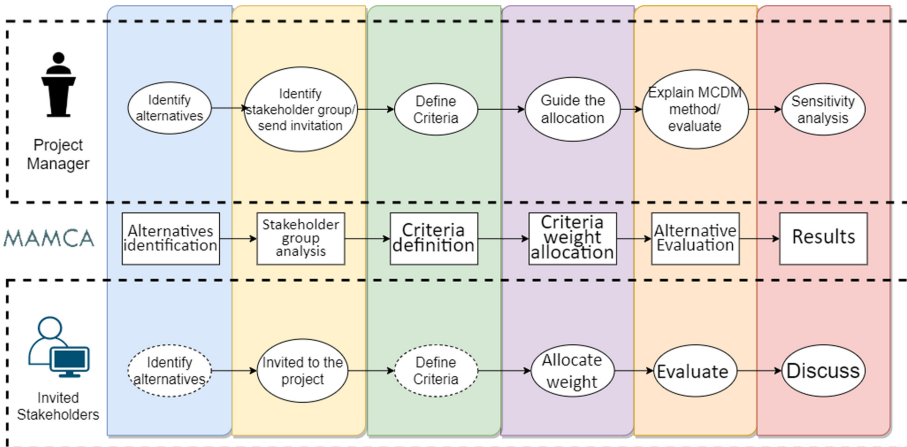 Project
Manager
Identify
alternatives
Identify
stakeholder group/
send invitation
Define
Criteria
Guide the
allocation
Explain MCDM
method/
evaluate
Sensitivity
analysis
MAMCA
Alternatives
identification
Stakeholder
group
analysis
Criteria
definition
Criteria
weight
allocation
Alternative
Evaluation
Results
Invited
Stakeholders
Identify
alternatives
Invited to the
project
Define
Criteria
Allocate
weight
Evaluate
Discuss